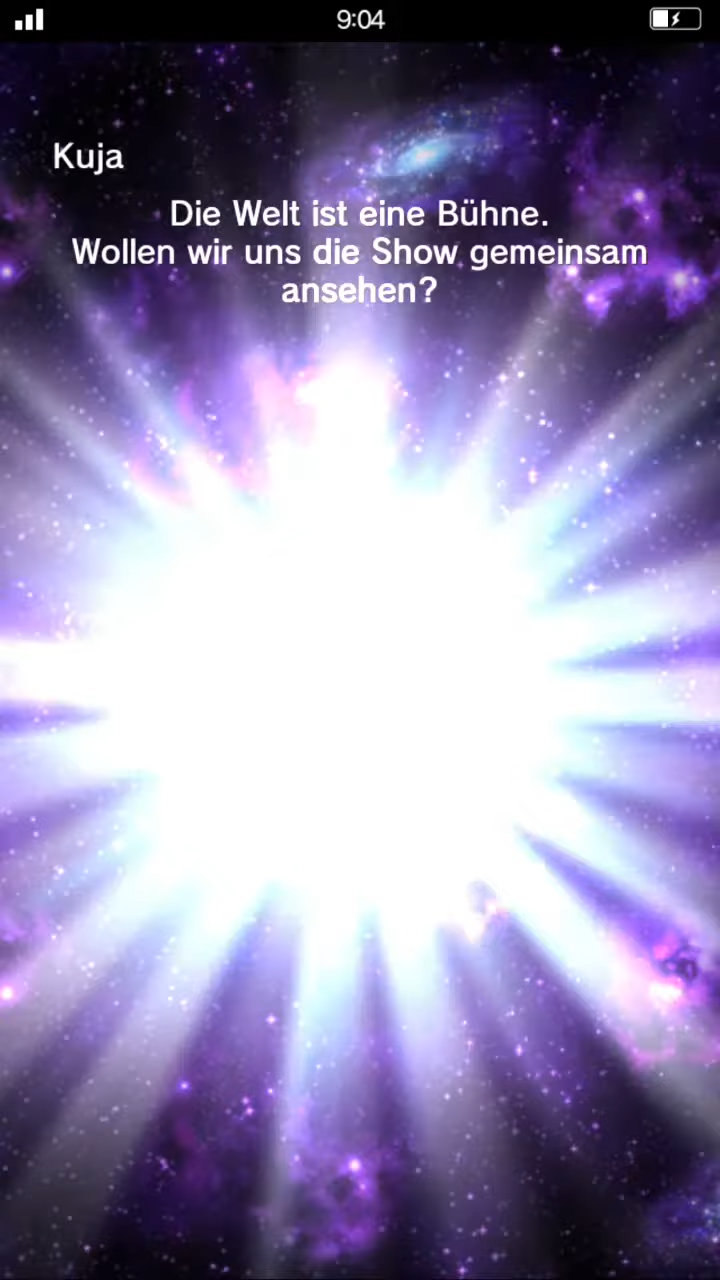 9:04
Kuja
Die Welt ist eine Bühne.
Wollen wir uns die Show gemeinsam
ansehen?